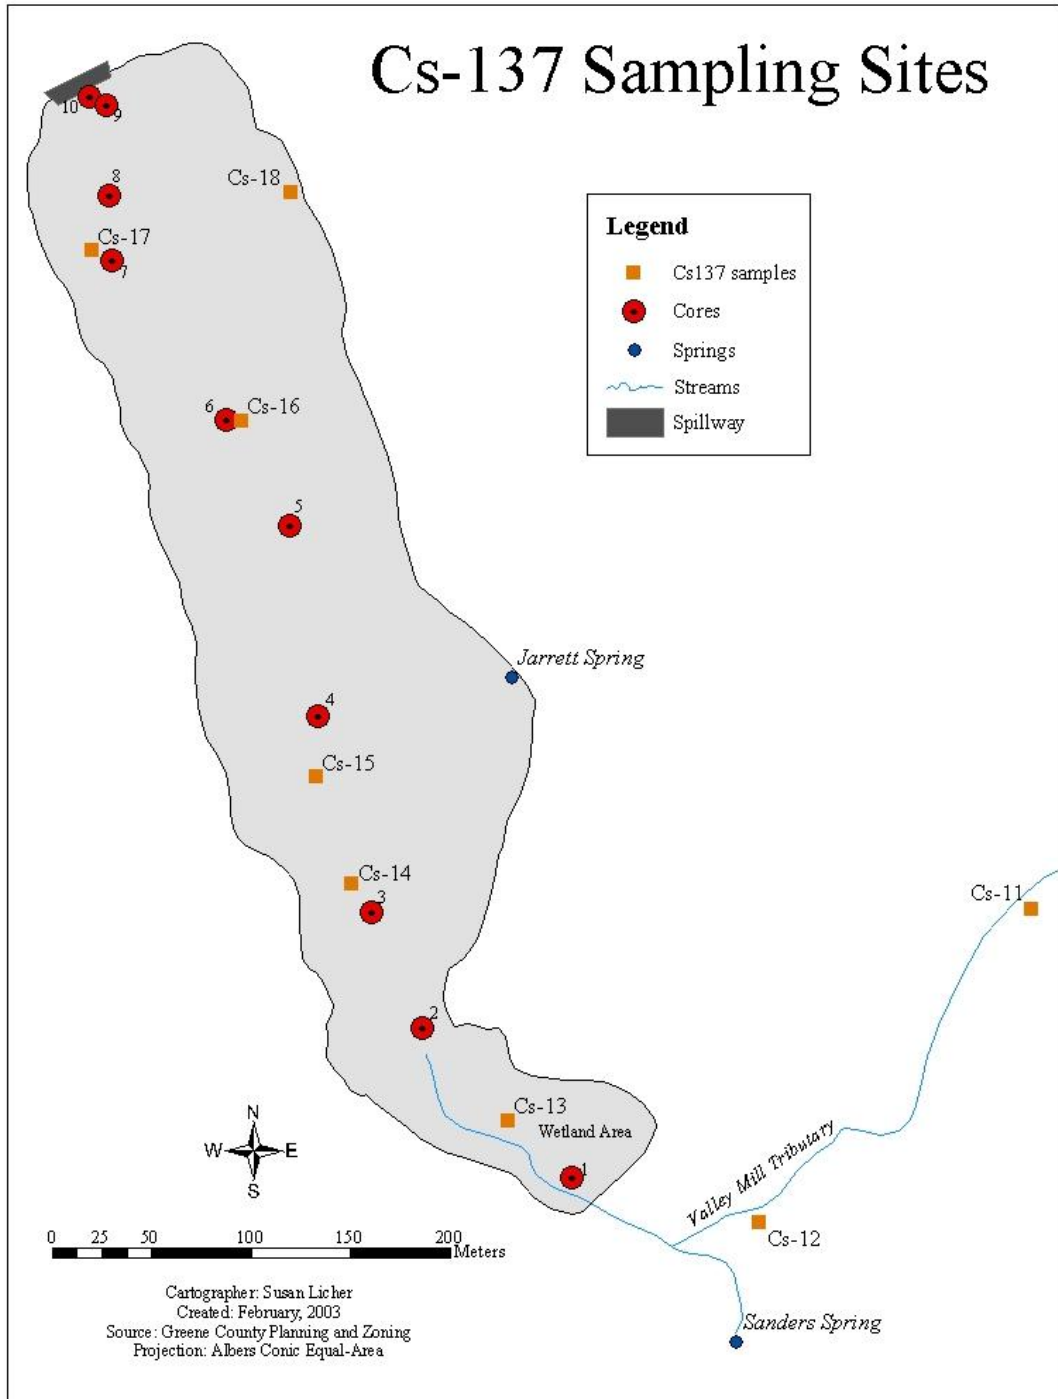 Cs-137 Sampling Sites
10
9
8
Cs-18
Cs-17
7
Legend
Cs137 samples
Cores
Springs
Streams
Spillway
6
Cs-16
5
Jarrett Spring
4
Cs-15
Cs-14
3
Cs-11
2
Cs-13
Wetland Area
1
Valley Mill Tributary
Cs-12
N
W
E
S
0 25 50 100 150 200
Meters
Sanders Spring
Cartographer: Susan Licher
Created: February, 2003
Source: Greene County Planning and Zoning
Projection: Albers Conic Equal-Area